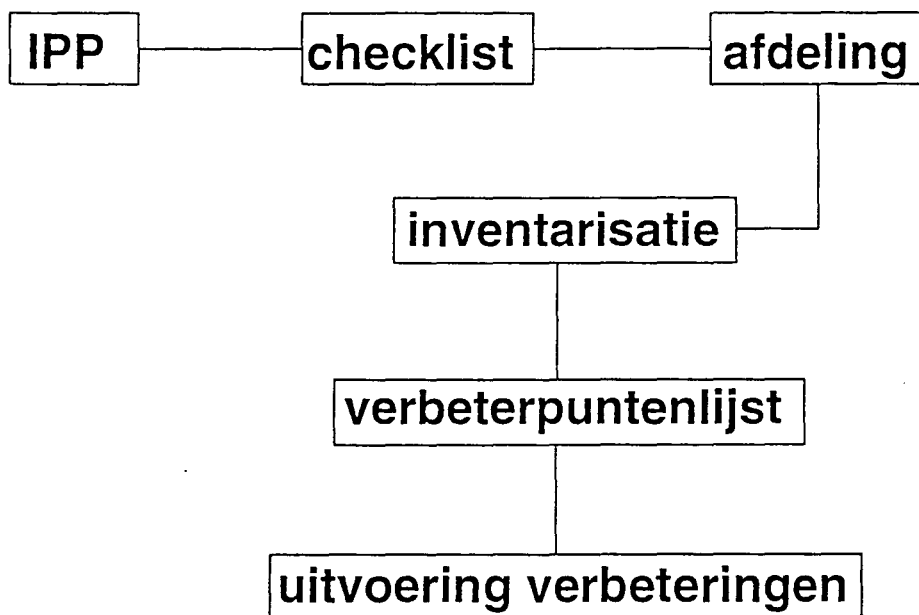 IPP
checklist
afdeling
inventarisatie
verbeterpuntenlijst
uitvoering verbeteringen